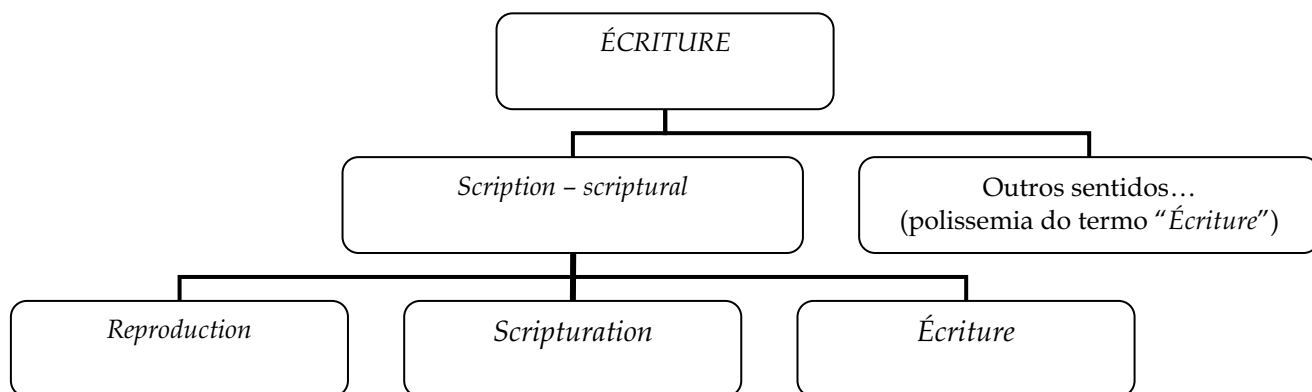 ÉCRITURE
Scription – scriptural
Outros sentidos…
(polissemia do termo “Écriture”)
Reproduction
Scripturation
Écriture